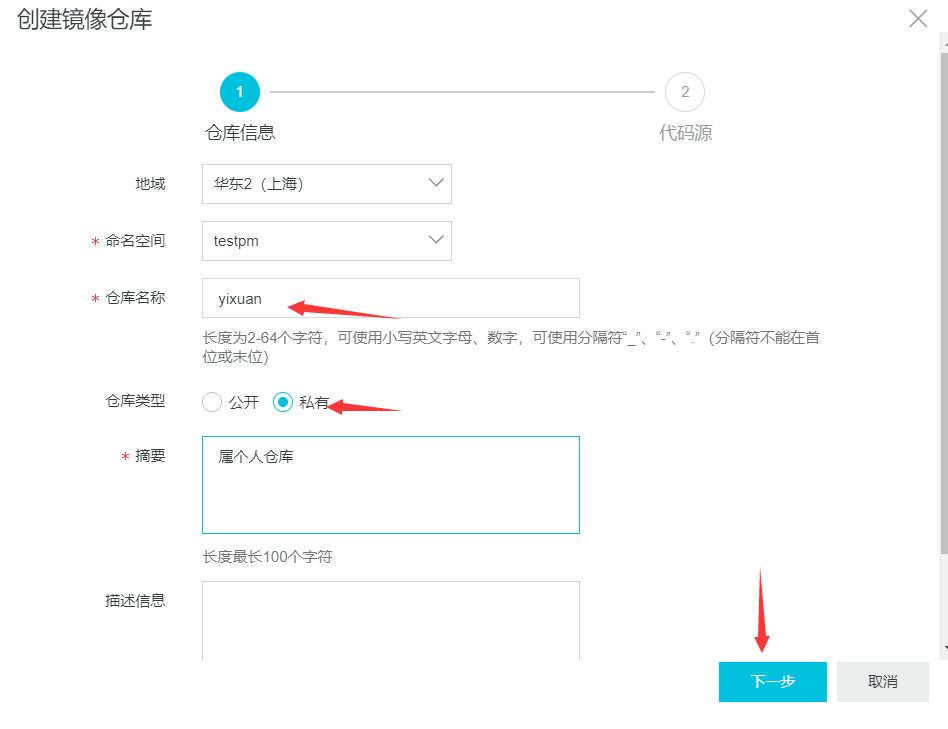 创建镜像仓库
1
2
仓库信息
代码源
地域
华东2（上海）
* 命名空间
testpm
* 仓库名称
yixuan
长度为2-64个字符，可使用小写英文字母、数字，可使用分隔符“_”、“-”、“.”（分隔符不能在首
位或末位）
仓库类型
公开
私有
* 摘要
属个人仓库
长度最长100个字符
描述信息
下一步
取消